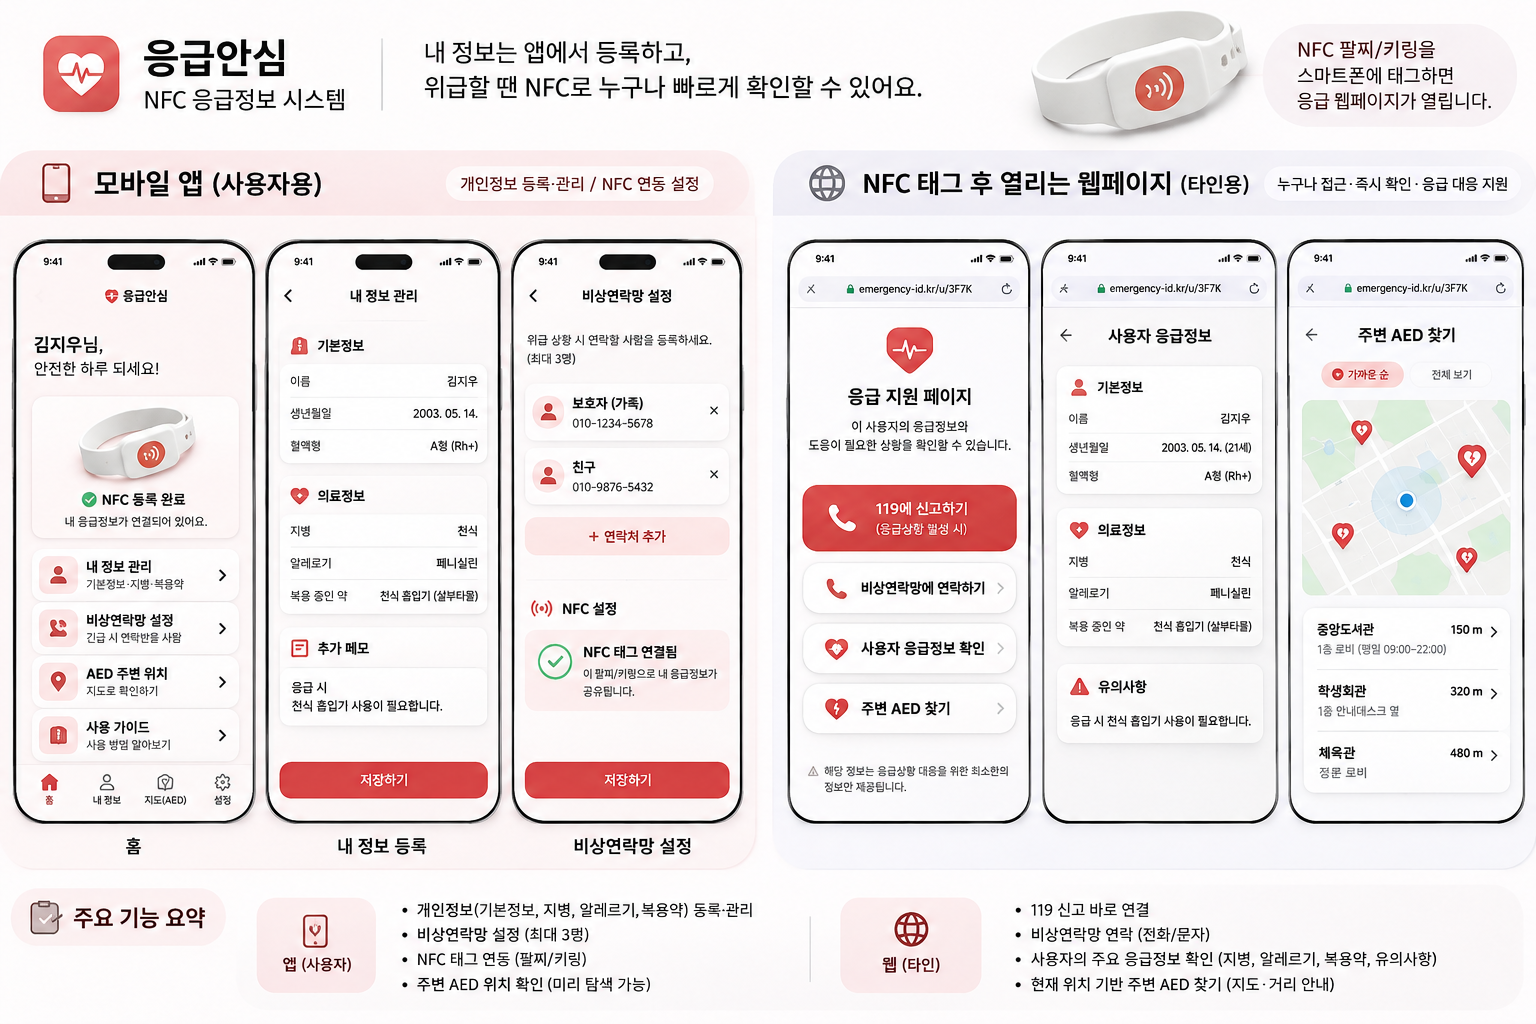 응급안심
NFC 응급정보 시스템
내 정보는 앱에서 등록하고,
위급할 땐 NFC로 누구나 빠르게 확인할 수 있어요.
NFC 팔찌/키링을
스마트폰에 태그하면
응급 웹페이지가 열립니다.
모바일 앱 (사용자용)
개인정보 등록·관리 / NFC 연동 설정
9:41
응급안심
김지우님,
안전한 하루 되세요!
NFC 등록 완료
내 응급정보가 연결되어 있어요.
내 정보 관리
기본정보·지병·복용약
비상연락망 설정
긴급 시 연락받을 사람
AED 주변 위치
지도로 확인하기
사용 가이드
사용 방법 알아보기
홈
내 정보
지도(AED)
설정
홈
9:41
내 정보 관리
기본정보
이름 김지우
생년월일 2003. 05. 14.
혈액형 A형 (Rh+)
의료정보
지병 천식
알레르기 페니실린
복용 중인 약 천식 흡입기 (살부타몰)
추가 메모
응급 시
천식 흡입기 사용이 필요합니다.
저장하기
내 정보 등록
9:41
비상연락망 설정
위급 상황 시 연락할 사람을 등록하세요.
(최대 3명)
보호자 (가족)
010-1234-5678
친구
010-9876-5432
+ 연락처 추가
NFC 설정
NFC 태그 연결됨
이 팔찌/키링으로 내 응급정보가
공유됩니다.
저장하기
비상연락망 설정
NFC 태그 후 열리는 웹페이지 (타인용)
누구나 접근 · 즉시 확인 · 응급 대응 지원
9:41
emergency-id.kr/u/3F7K
응급 지원 페이지
이 사용자의 응급정보와
도응이 필요한 상황을 확인할 수 있습니다.
119에 신고하기
(응급상황 발생 시)
비상연락망에 연락하기
사용자 응급정보 확인
주변 AED 찾기
해당 정보는 응급상황 대응을 위한 최소한의
정보만 제공됩니다.
9:41
emergency-id.kr/u/3F7K
사용자 응급정보
기본정보
이름 김지우
생년월일 2003. 05. 14. (21세)
혈액형 A형 (Rh+)
의료정보
지병 천식
알레르기 페니실린
복용 중인 약 천식 흡입기 (살부타몰)
유의사항
응급 시 천식 흡입기 사용이 필요합니다.
9:41
emergency-id.kr/u/3F7K
주변 AED 찾기
가까운 순
전체 보기
중앙도서관 150 m
1층 로비 (평일 09:00~22:00)
학생회관 320 m
1층 안내데스크 옆
체육관 480 m
정문 로비
주요 기능 요약
앱 (사용자)
• 개인정보(기본정보, 지병, 알레르기, 복용약) 등록·관리
• 비상연락망 설정 (최대 3명)
• NFC 태그 연동 (팔찌/키링)
• 주변 AED 위치 확인 (미리 탐색 가능)
웹 (타인)
• 119 신고 바로 연결
• 비상연락망 연락 (전화/문자)
• 사용자의 주요 응급정보 확인 (지병, 알레르기, 복용약, 유의사항)
• 현재 위치 기반 주변 AED 찾기 (지도·거리 안내)